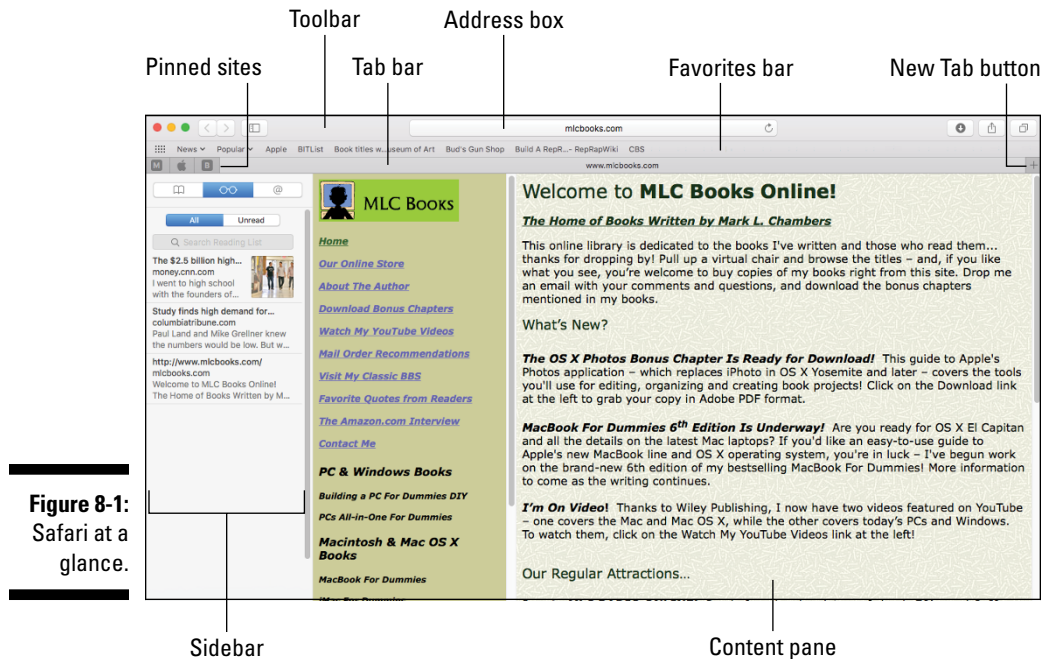 Toolbar
Address box
Pinned sites
Tab bar
Favorites bar
New Tab button
mlcbooks.com
News Popular Apple BITList Book titles w...useum of Art Bud's Gun Shop Build A RepR...- RepRapWiki CBS
M B
www.mlcbooks.com
+
@
All Unread
Search Reading List
The $2.5 billion high...
money.cnn.com
I went to high school
with the founders of...
Study finds high demand for...
columbiatribune.com
Paul Land and Mike Grellner knew
the numbers would be low. But w...
http://www.mlcbooks.com/
mlcbooks.com
Welcome to MLC Books Online!
The Home of Books Written by M...
MLC BOOKS
Home
Our Online Store
About The Author
Download Bonus Chapters
Watch My YouTube Videos
Mail Order Recommendations
Visit My Classic BBS
Favorite Quotes from Readers
The Amazon.com Interview
Contact Me
PC & Windows Books
Building a PC For Dummies DIY
PCs All-in-One For Dummies
Macintosh & Mac OS X
Books
MacBook For Dummies
iMac For Dummies
Welcome to MLC Books Online!
The Home of Books Written by Mark L. Chambers
This online library is dedicated to the books I've written and those who read them...
thanks for dropping by! Pull up a virtual chair and browse the titles – and, if you like
what you see, you're welcome to buy copies of my books right from this site. Drop me
an email with your comments and questions, and download the bonus chapters
mentioned in my books.
What's New?
The OS X Photos Bonus Chapter Is Ready for Download! This guide to Apple's
Photos application – which replaces iPhoto in OS X Yosemite and later – covers the tools
you'll use for editing, organizing and creating book projects! Click on the Download link
at the left to grab your copy in Adobe PDF format.
MacBook For Dummies 6th Edition Is Underway! Are you ready for OS X El Capitan
and all the details on the latest Mac laptops? If you'd like an easy-to-use guide to
Apple's new MacBook line and OS X operating system, you're in luck – I've begun work
on the brand-new 6th edition of my bestselling MacBook For Dummies! More information
to come as the writing continues.
I'm On Video! Thanks to Wiley Publishing, I now have two videos featured on YouTube
– one covers the Mac and Mac OS X, while the other covers today's PCs and Windows.
To watch them, click on the Watch My YouTube Videos link at the left!
Our Regular Attractions...
Figure 8-1:
Safari at a
glance.
Sidebar
Content pane